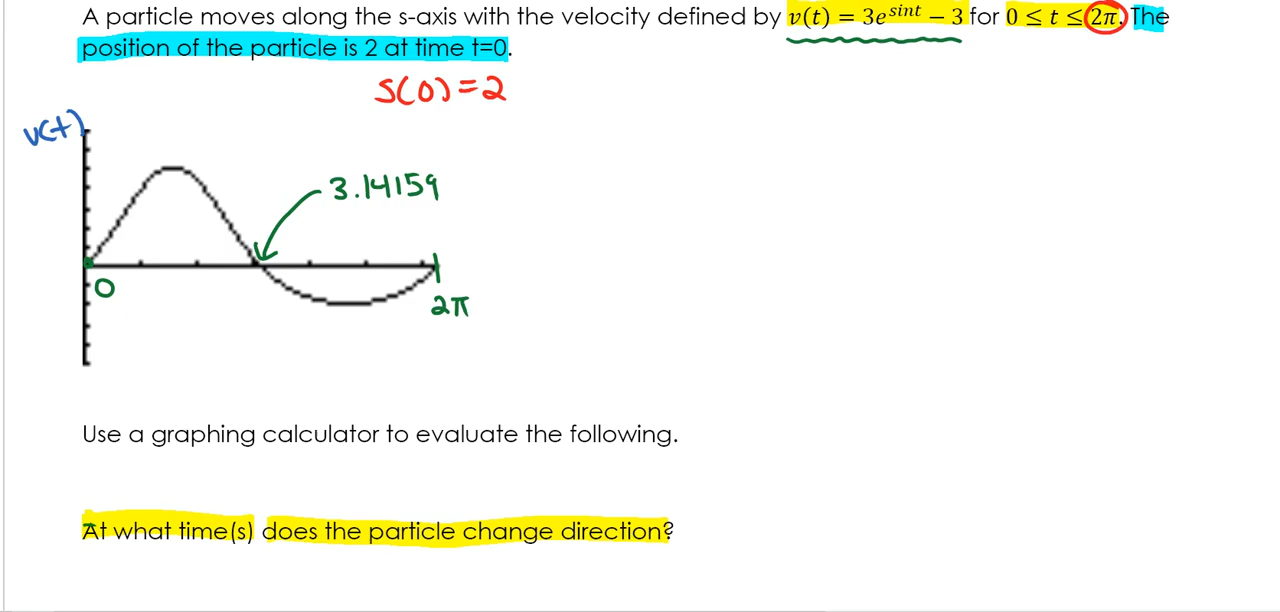 A particle moves along the s-axis with the velocity defined by v(t) = 3e^{sint} − 3 for 0 ≤ t ≤ 2π. The
position of the particle is 2 at time t=0.
S(0)=2
v(t)
3.14159
0
2π
Use a graphing calculator to evaluate the following.
At what time(s) does the particle change direction?